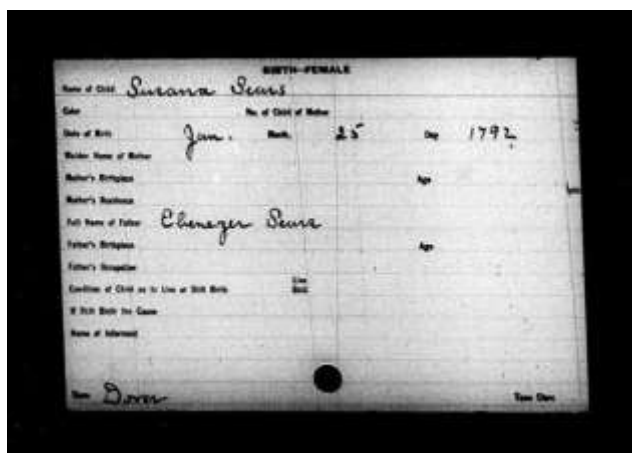 BIRTH—FEMALE
Name of Child Susana Sears
Color No. of Child of Mother
Date of Birth Jan. Month, 25 Day 1792
Maiden Name of Mother
Mother's Birthplace Age
Mother's Residence
Full Name of Father Ebenezer Sears
Father's Birthplace Age
Father's Occupation
Condition of Child as to Live or Still Birth Live Still
If Still Birth the Cause
Name of Informant
Town Dover Town Clerk